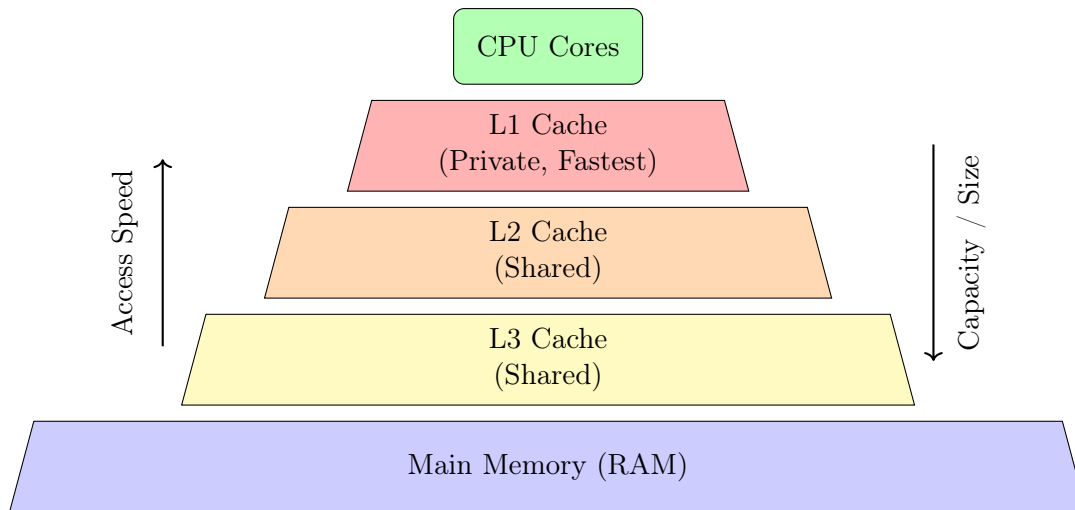 CPU Cores
L1 Cache
(Private, Fastest)
Access Speed
Capacity / Size
L2 Cache
(Shared)
L3 Cache
(Shared)
Main Memory (RAM)